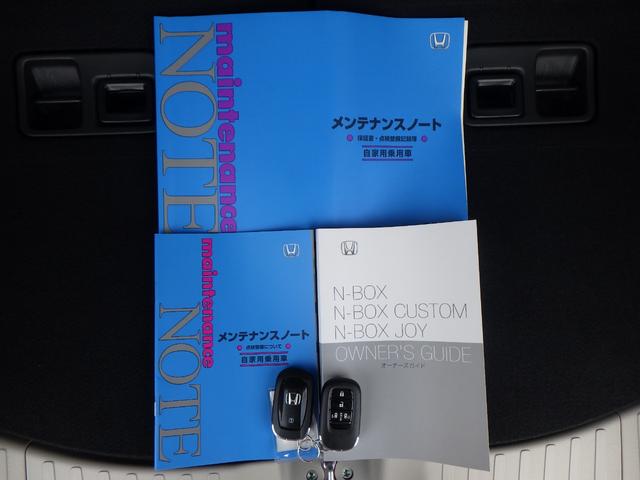 maintenance
NOTE
メンテナンスノート
保証書・点検整備記録簿
自家用乗用車
maintenance
NOTE
メンテナンスノート
点検整備について
自家用乗用車
N-BOX
N-BOX CUSTOM
N-BOX JOY
OWNER'S GUIDE
オーナーズガイド